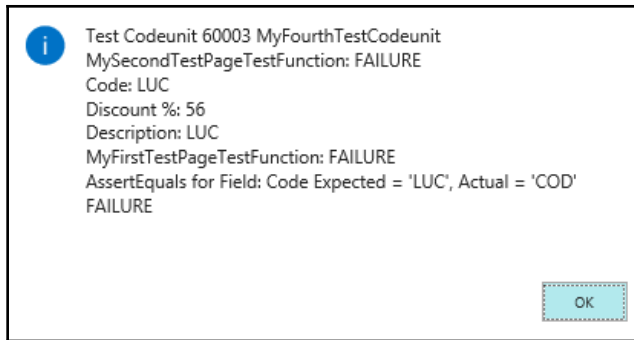 Test Codeunit 60003 MyFourthTestCodeunit
MySecondTestPageTestFunction: FAILURE
Code: LUC
Discount %: 56
Description: LUC
MyFirstTestPageTestFunction: FAILURE
AssertEquals for Field: Code Expected = 'LUC', Actual = 'COD'
FAILURE
OK